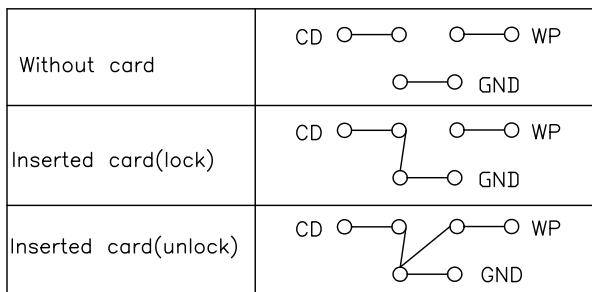 Without card
CD WP
GND
Inserted card(lock)
CD WP
GND
Inserted card(unlock)
CD WP
GND